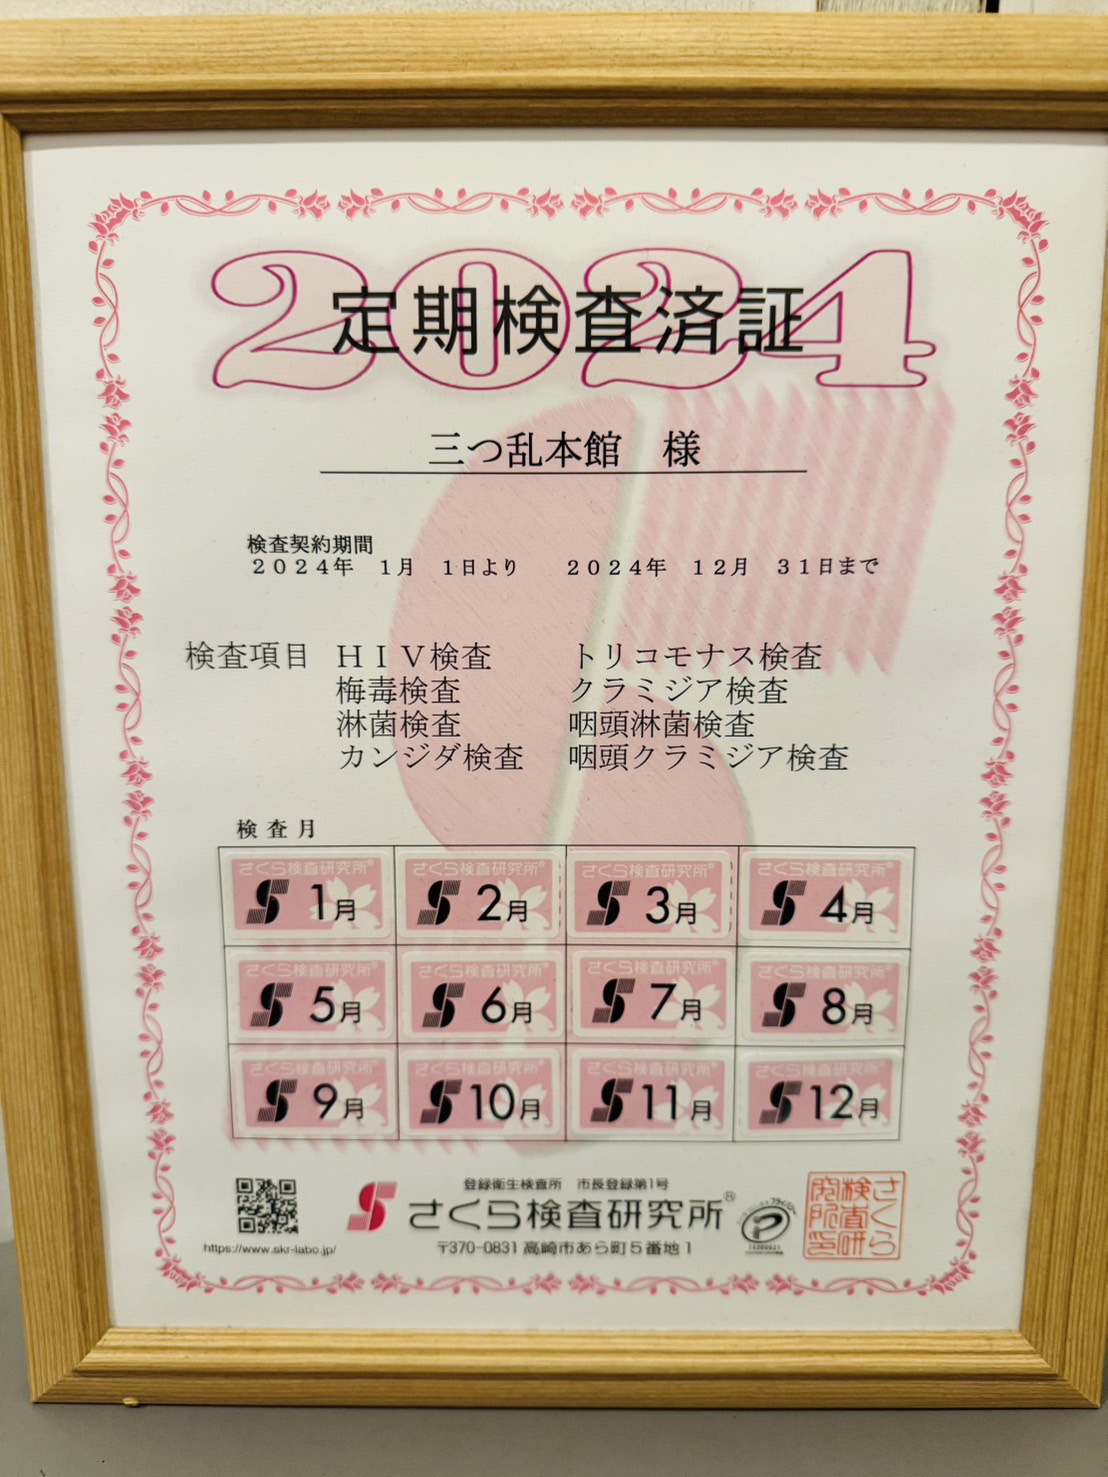 2024
定期検査済証
三つ乱本館　様
検査契約期間
２０２４年　１月　１日より　　２０２４年　１２月　３１日まで
検査項目　ＨＩＶ検査　　トリコモナス検査
梅毒検査　　クラミジア検査
淋菌検査　　咽頭淋菌検査
カンジダ検査　　咽頭クラミジア検査
検査月
さくら検査研究所® さくら検査研究所® さくら検査研究所® さくら検査研究所®
1月 2月 3月 4月
さくら検査研究所® さくら検査研究所® さくら検査研究所® さくら検査研究所®
5月 6月 7月 8月
さくら検査研究所® さくら検査研究所® さくら検査研究所® さくら検査研究所®
9月 10月 11月 12月
登録衛生検査所　市長登録第1号
さくら検査研究所®
https://www.skr-labo.jp/
〒370-0831 高崎市あら町５番地１
さくら検査研究所印